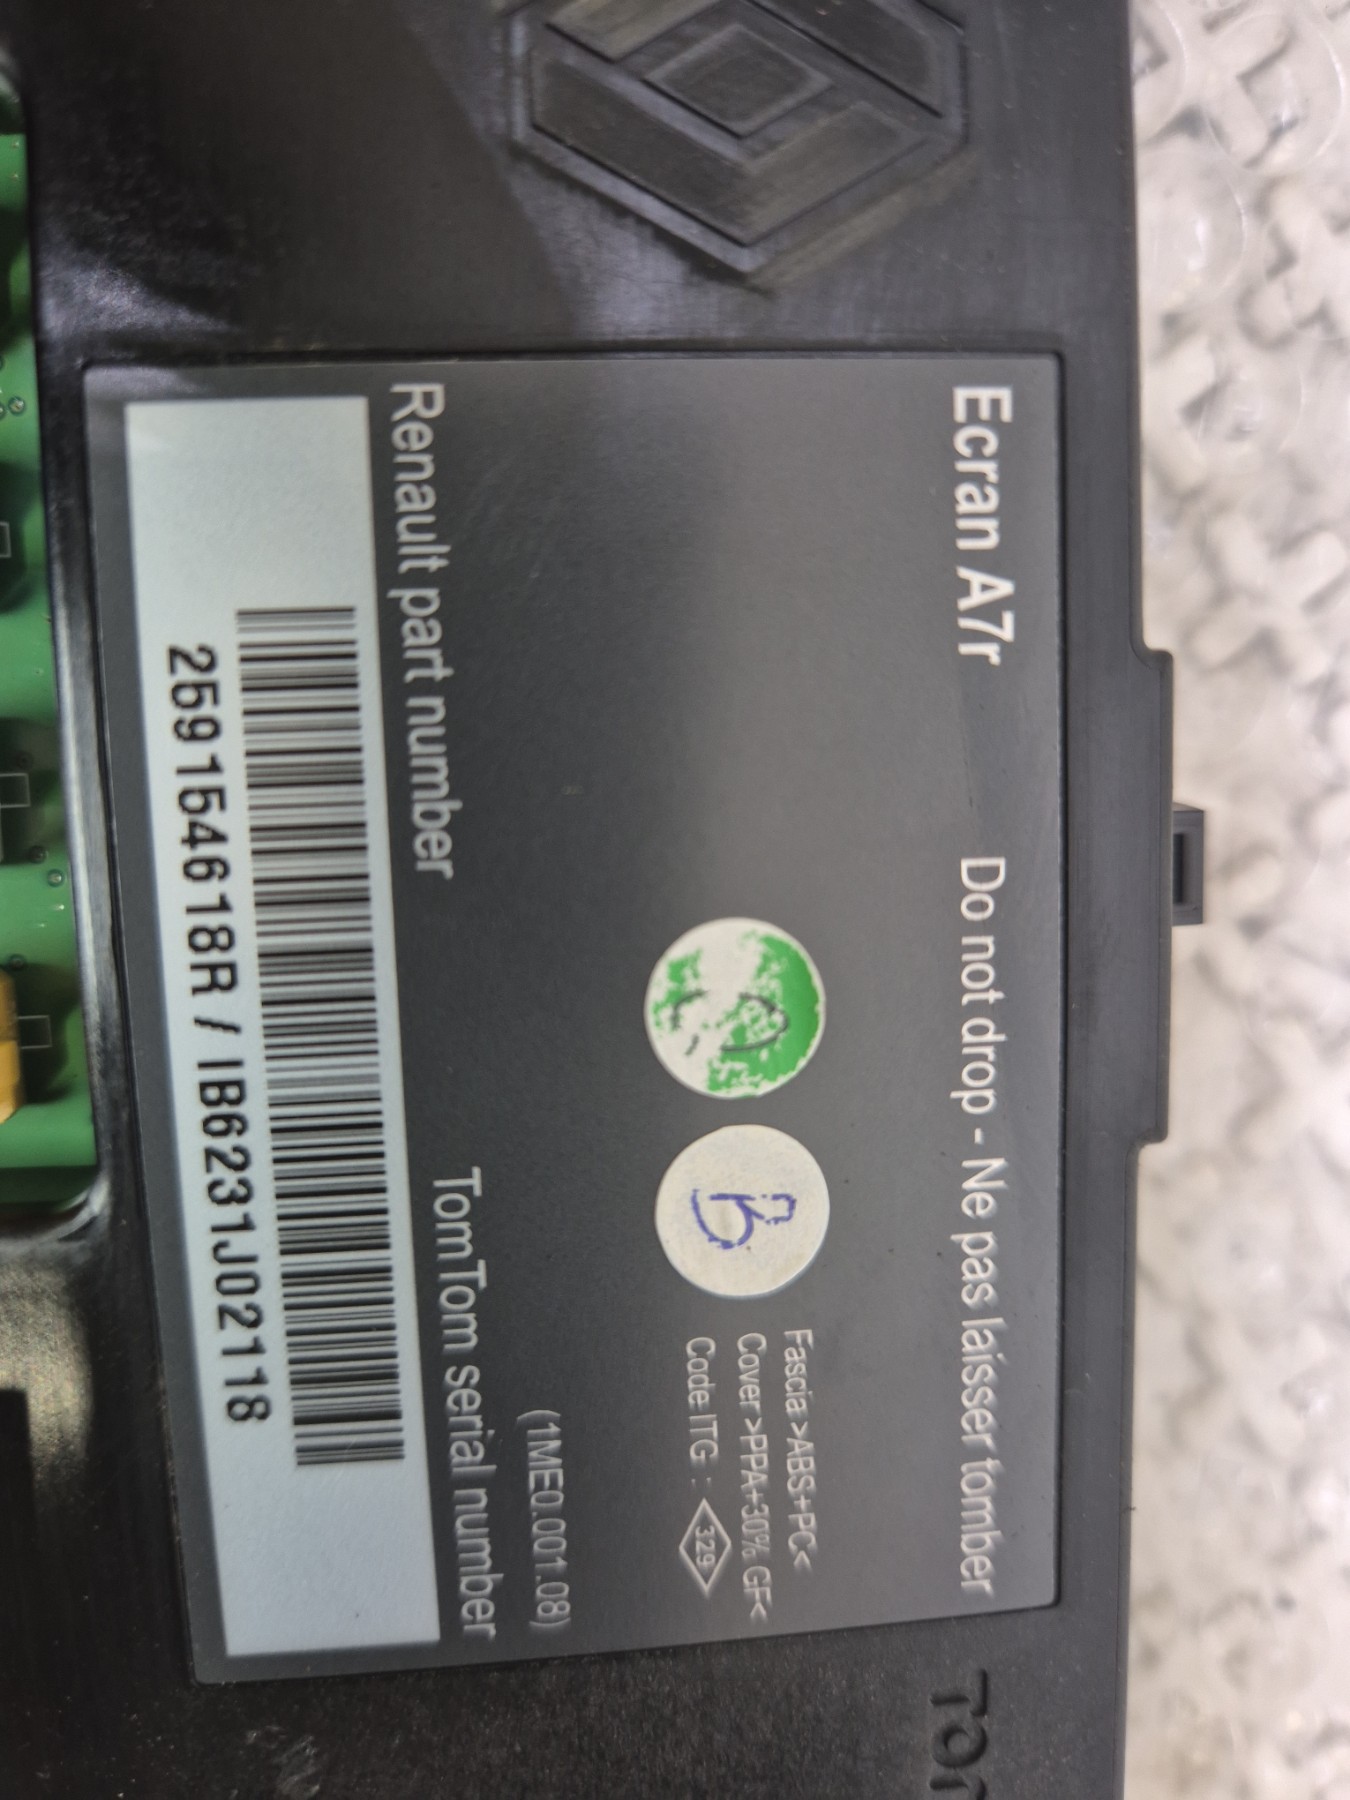 Ecran A7r
Do not drop - Ne pas laisser tomber
Fascia >ABS+PC<
Cover >PPA+30% GF<
Code ITG : 329
B
(1ME0.001.08)
Renault part number
TomTom serial number
259154618R / IB6231J02118